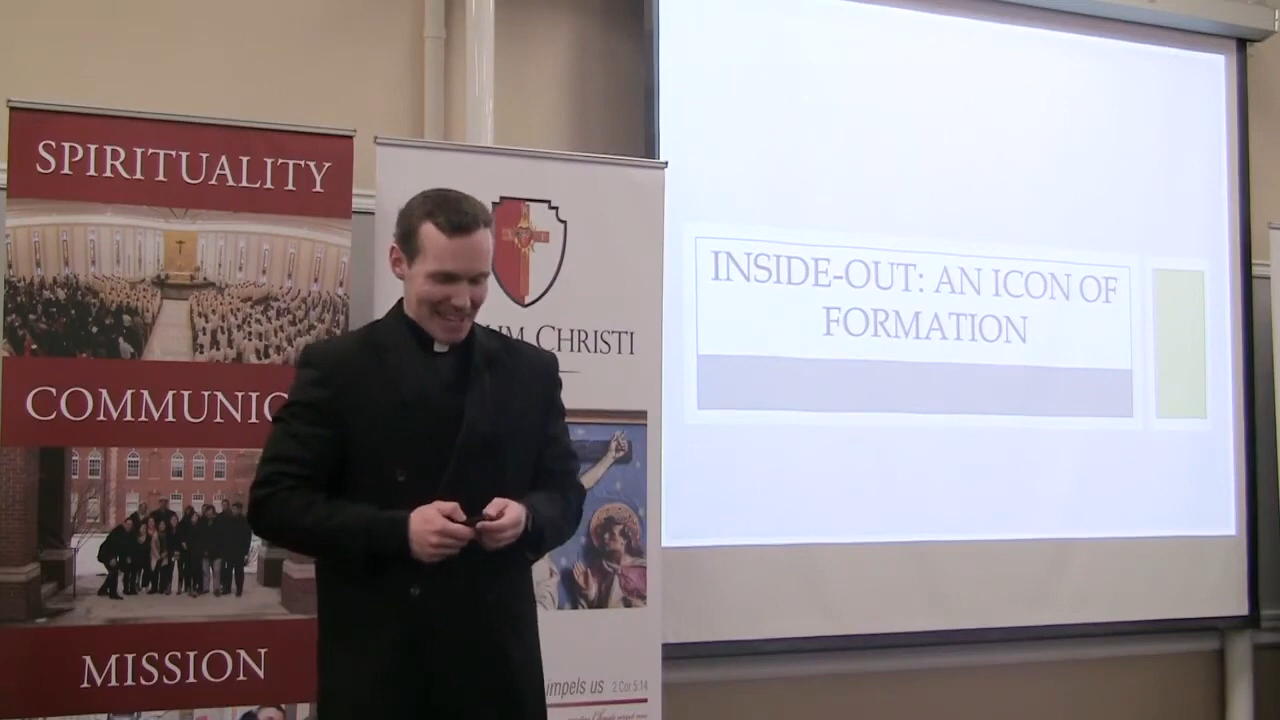 SPIRITUALITY
COMMUNIO
MISSION
UM CHRISTI
impels us 2 Cor 5:14
INSIDE-OUT: AN ICON OF
FORMATION